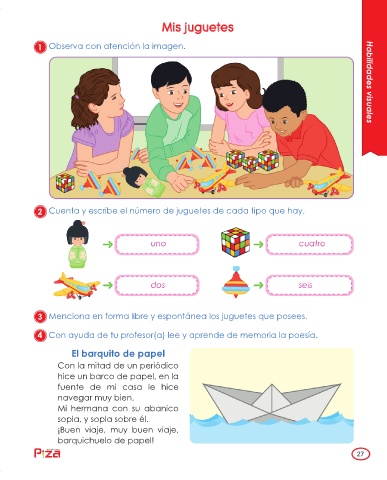 Mis juguetes
1 Observa con atención la imagen.
Habilidades visuales
2 Cuenta y escribe el número de juguetes de cada tipo que hay.
uno
cuatro
dos
seis
3 Menciona en forma libre y espontánea los juguetes que posees.
4 Con ayuda de tu profesor(a) lee y aprende de memoria la poesía.
El barquito de papel
Con la mitad de un periódico
hice un barco de papel, en la
fuente de mi casa le hice
navegar muy bien.
Mi hermana con su abanico
sopla, y sopla sobre él.
¡Buen viaje, muy buen viaje,
barquichuelo de papel!
Piza
27